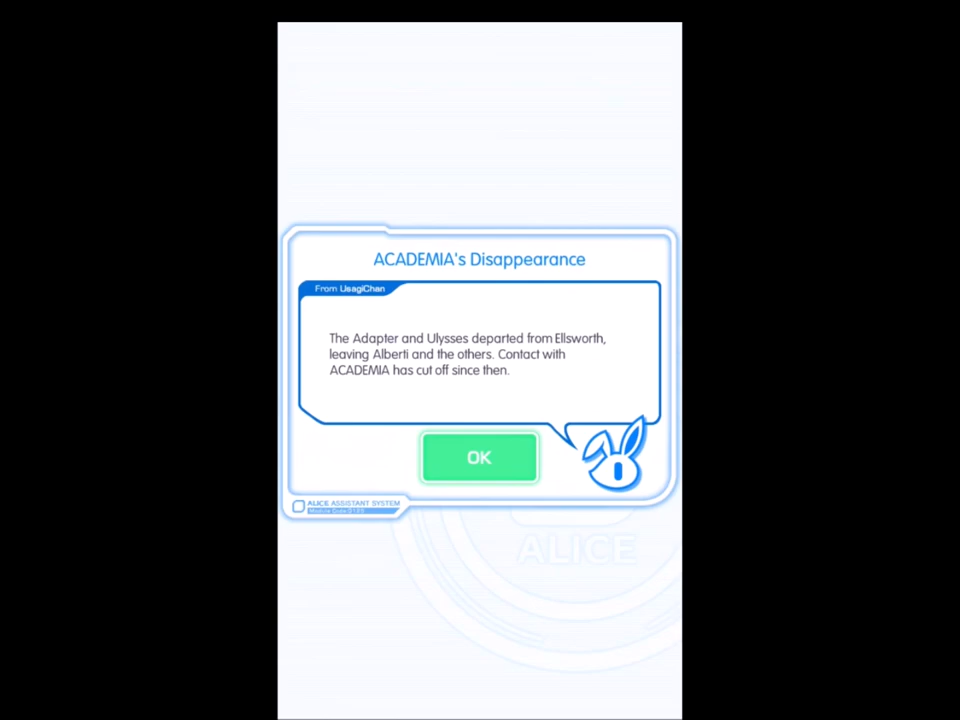 ACADEMIA's Disappearance
From UsagiChan
The Adapter and Ulysses departed from Ellsworth,
leaving Alberti and the others. Contact with
ACADEMIA has cut off since then.
OK
ALICE ASSISTANT SYSTEM
ALICE